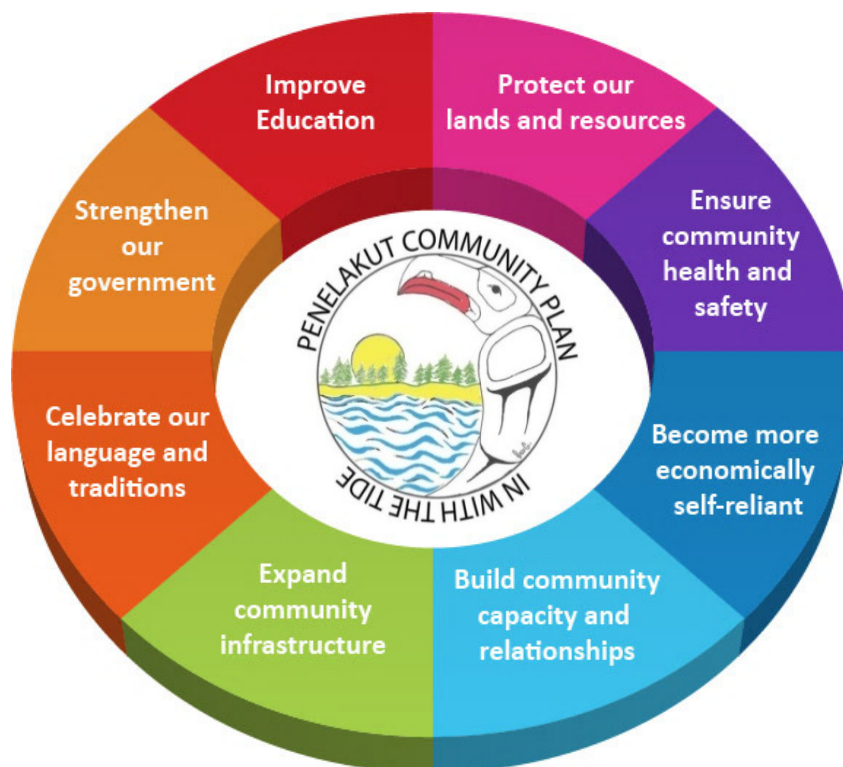 Improve
Education
Protect our
lands and resources
Strengthen
our
government
Ensure
community
health and
safety
PENELAKUT COMMUNITY PLAN
IN WITH THE TIDE
Celebrate our
language and
traditions
Become more
economically
self-reliant
Expand
community
infrastructure
Build community
capacity and
relationships